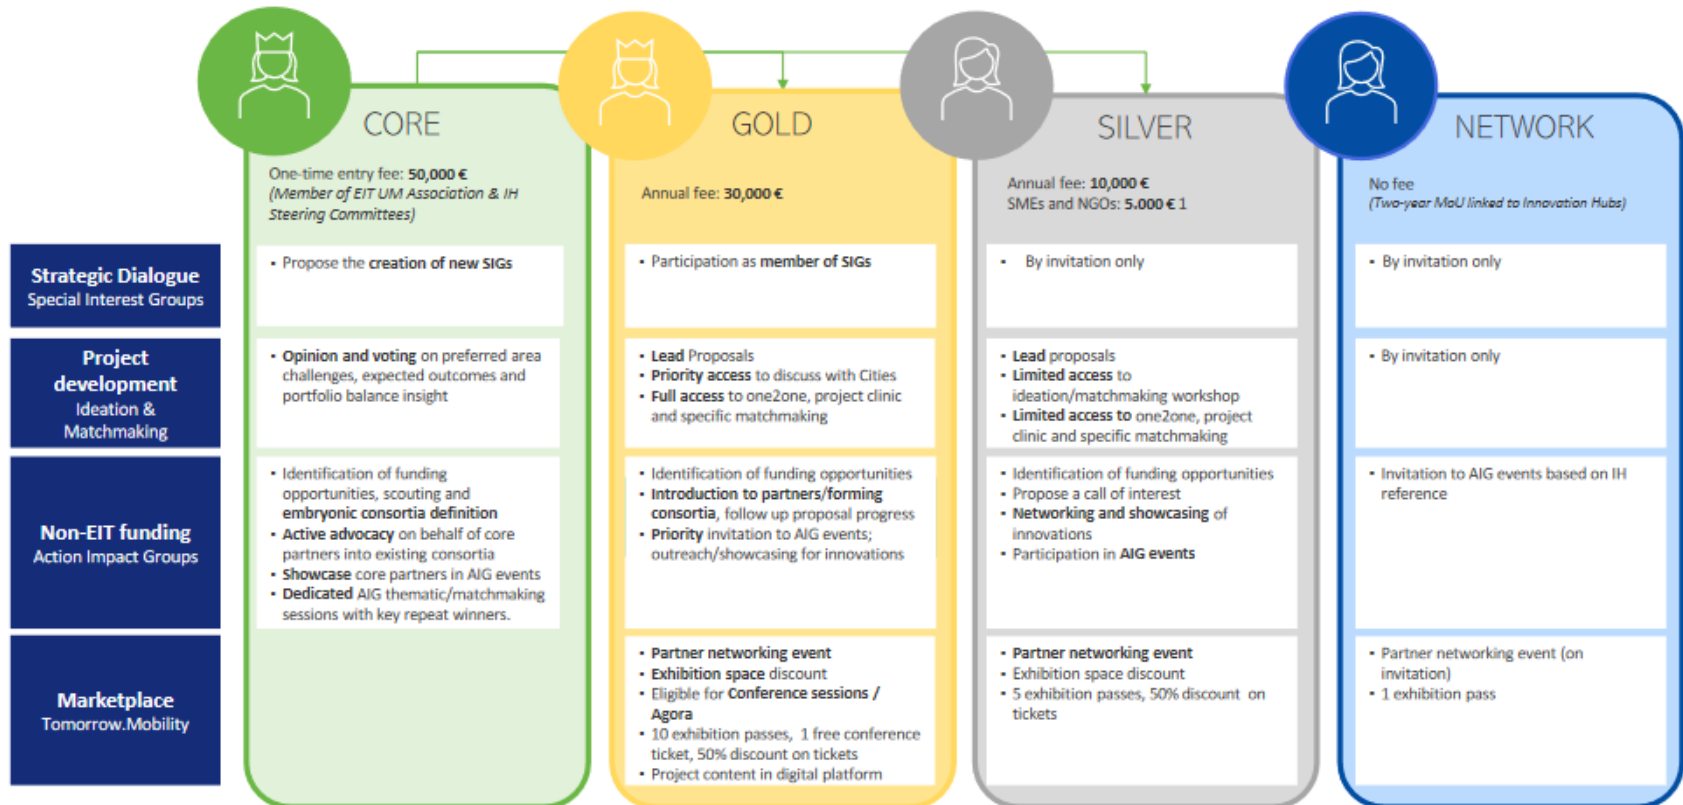 CORE
One-time entry fee: 50,000 €
(Member of EIT UM Association & IH
Steering Committees)
GOLD
Annual fee: 30,000 €
SILVER
Annual fee: 10,000 €
SMEs and NGOs: 5.000 € 1
NETWORK
No fee
(Two-year MoU linked to Innovation Hubs)
Strategic Dialogue
Special Interest Groups
▪ Propose the creation of new SIGs
▪ Participation as member of SIGs
▪ By invitation only
▪ By invitation only
Project
development
Ideation &
Matchmaking
▪ Opinion and voting on preferred area
challenges, expected outcomes and
portfolio balance insight
▪ Lead Proposals
▪ Priority access to discuss with Cities
▪ Full access to one2one, project clinic
and specific matchmaking
▪ Lead proposals
▪ Limited access to
ideation/matchmaking workshop
▪ Limited access to one2one, project
clinic and specific matchmaking
▪ By invitation only
Non-EIT funding
Action Impact Groups
▪ Identification of funding
opportunities, scouting and
embryonic consortia definition
▪ Active advocacy on behalf of core
partners into existing consortia
▪ Showcase core partners in AIG events
▪ Dedicated AIG thematic/matchmaking
sessions with key repeat winners.
▪ Identification of funding opportunities
▪ Introduction to partners/forming
consortia, follow up proposal progress
▪ Priority invitation to AIG events;
outreach/showcasing for innovations
▪ Identification of funding opportunities
▪ Propose a call of interest
▪ Networking and showcasing of
innovations
▪ Participation in AIG events
▪ Invitation to AIG events based on IH
reference
Marketplace
Tomorrow.Mobility
▪ Partner networking event
▪ Exhibition space discount
▪ Eligible for Conference sessions /
Agora
▪ 10 exhibition passes, 1 free conference
ticket, 50% discount on tickets
▪ Project content in digital platform
▪ Partner networking event
▪ Exhibition space discount
▪ 5 exhibition passes, 50% discount on
tickets
▪ Partner networking event (on
invitation)
▪ 1 exhibition pass